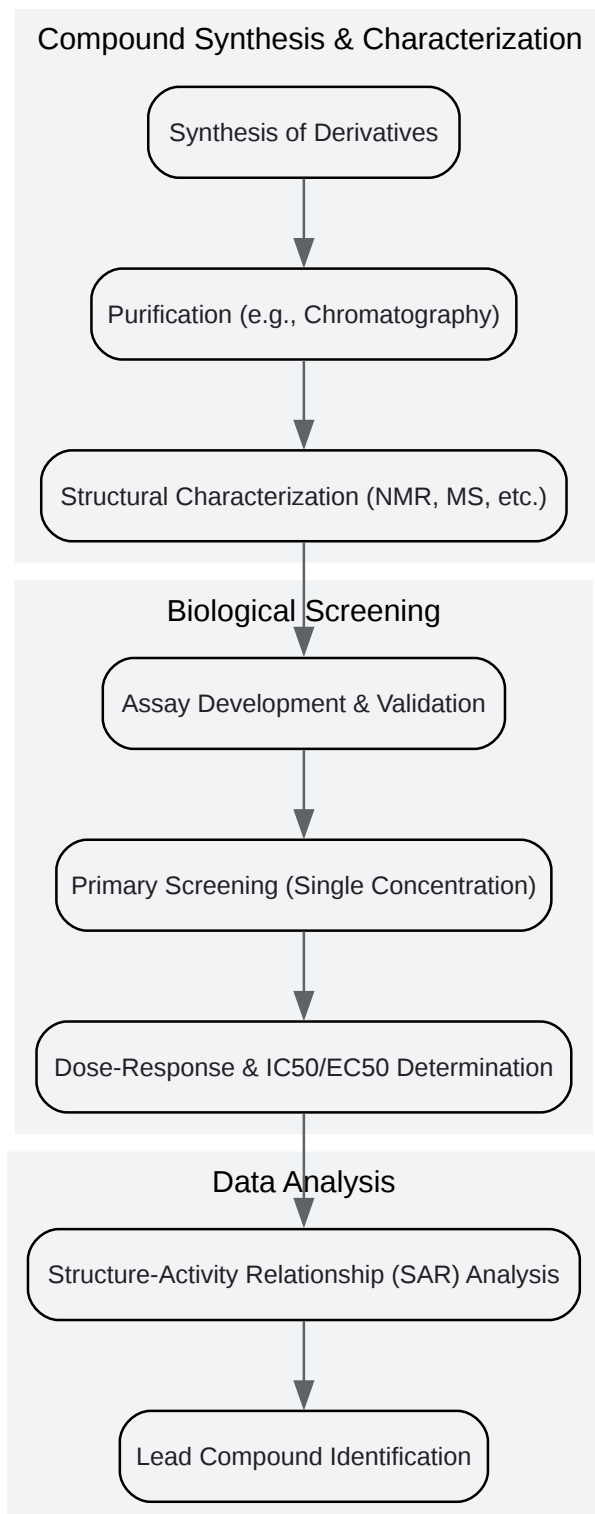 Compound Synthesis & Characterization
Synthesis of Derivatives
Purification (e.g., Chromatography)
Structural Characterization (NMR, MS, etc.)
Biological Screening
Assay Development & Validation
Primary Screening (Single Concentration)
Dose-Response & IC50/EC50 Determination
Data Analysis
Structure-Activity Relationship (SAR) Analysis
Lead Compound Identification